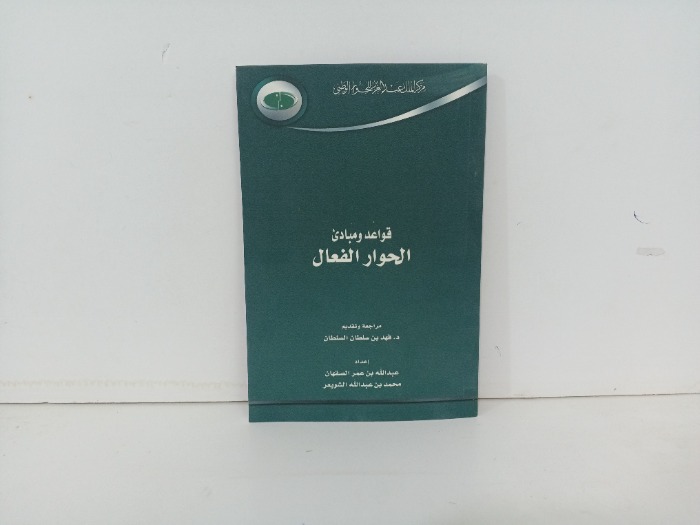 مركز الملك عبدالعزيز للحوار الوطني
قواعد ومبادئ
الحوار الفعال
مراجعة وتقديم
د. فهد بن سلطان السلطان
إعداد
عبدالله بن عمر الصقهان
محمد بن عبدالله الشويعر